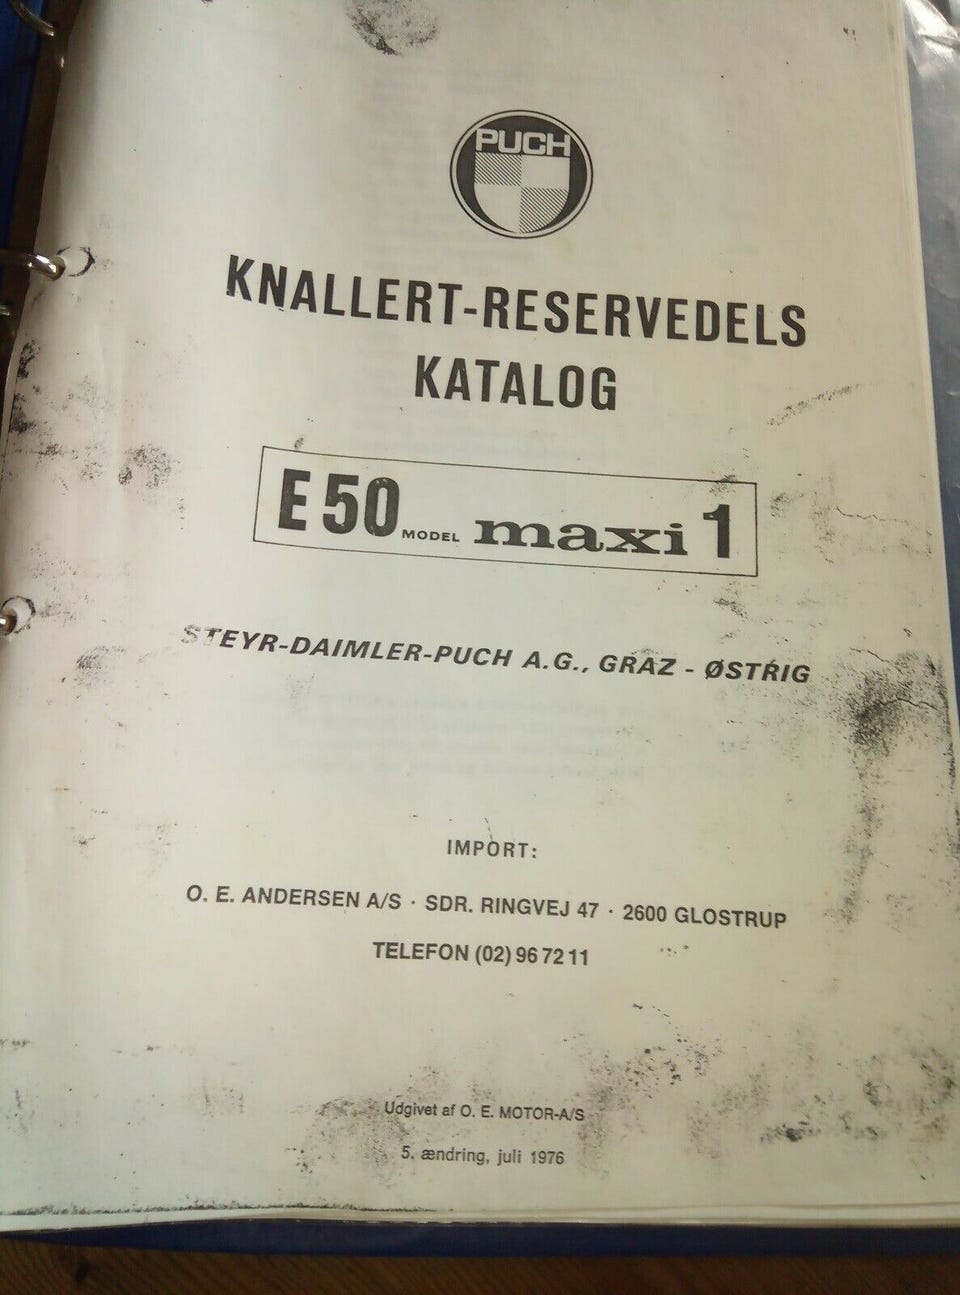 PUCH
KNALLERT-RESERVEDELS
KATALOG
E 50 MODEL maxi 1
STEYR-DAIMLER-PUCH A.G., GRAZ - ØSTRIG
IMPORT:
O. E. ANDERSEN A/S · SDR. RINGVEJ 47 · 2600 GLOSTRUP
TELEFON (02) 96 72 11
Udgivet af O. E. MOTOR-A/S
5. ændring, juli 1976